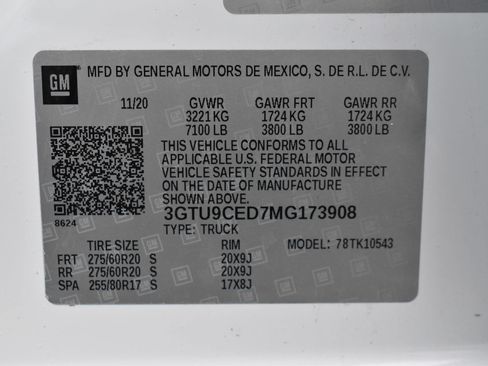 GM
MFD BY GENERAL MOTORS DE MEXICO, S. DE R.L. DE C.V.
11/20 GVWR GAWR FRT GAWR RR
3221 KG 1724 KG 1724 KG
7100 LB 3800 LB 3800 LB
THIS VEHICLE CONFORMS TO ALL
APPLICABLE U.S. FEDERAL MOTOR
VEHICLE SAFETY STANDARDS IN EFFECT
ON THE DATE OF MANUFACTURE
SHOWN ABOVE.
8624
3GTU9CED7MG173908
TYPE: TRUCK MODEL: 78TK10543
TIRE SIZE RIM
FRT 275/60R20 S 20X9J
RR 275/60R20 S 20X9J
SPA 255/80R17 S 17X8J